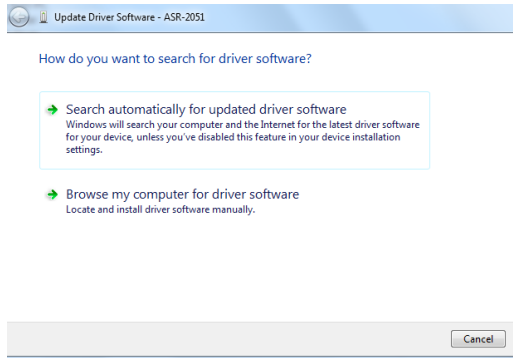 Update Driver Software - ASR-2051
How do you want to search for driver software?
Search automatically for updated driver software
Windows will search your computer and the Internet for the latest driver software
for your device, unless you've disabled this feature in your device installation
settings.
Browse my computer for driver software
Locate and install driver software manually.
Cancel